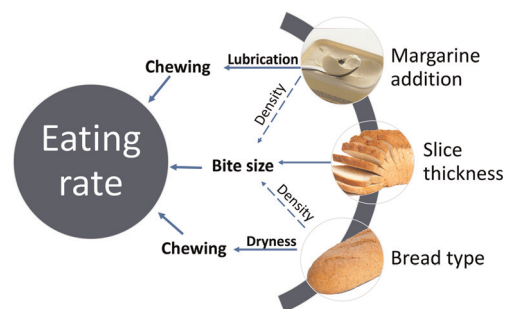 Lubrication
Margarine
addition
Chewing
Density
Eating
rate
Bite size
Slice
thickness
Density
Chewing
Dryness
Bread type